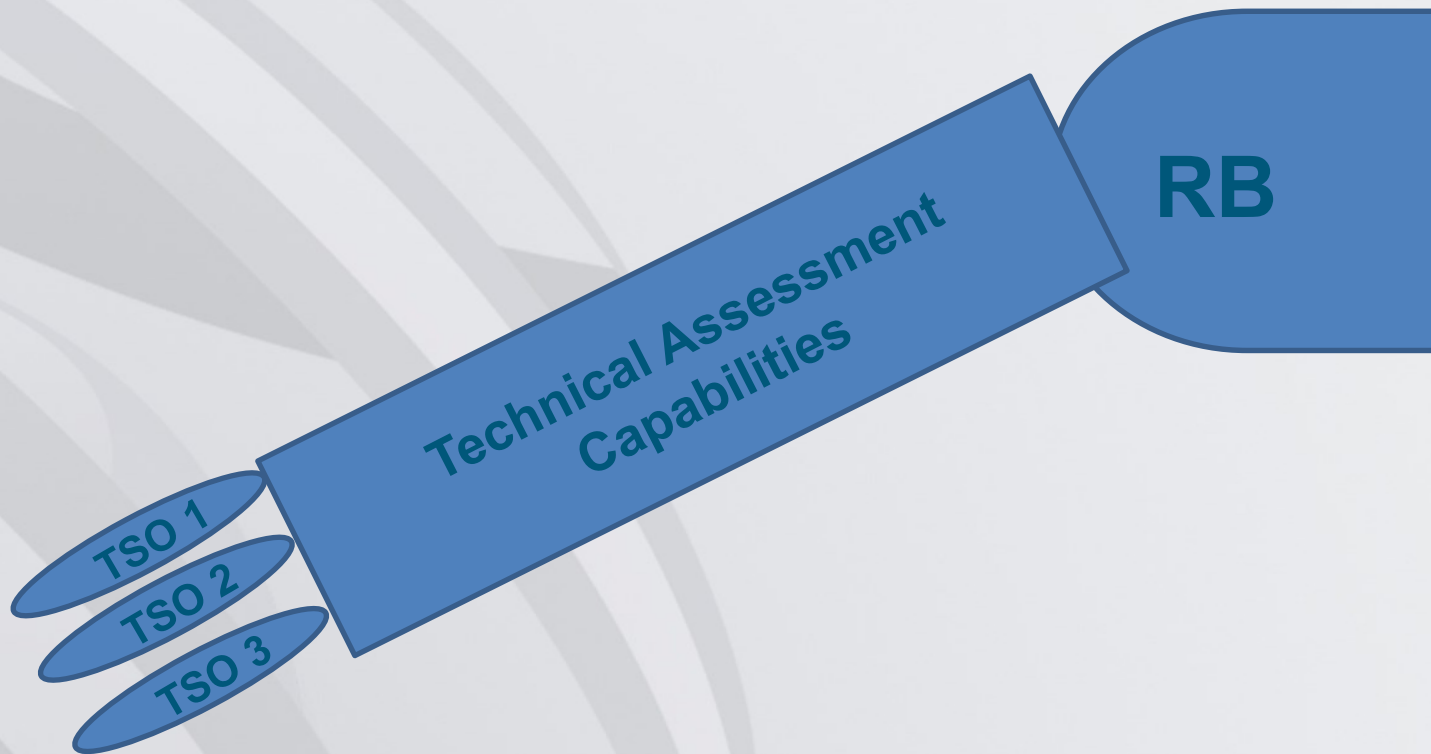 RB
Technical Assessment
Capabilities
TSO 1
TSO 2
TSO 3